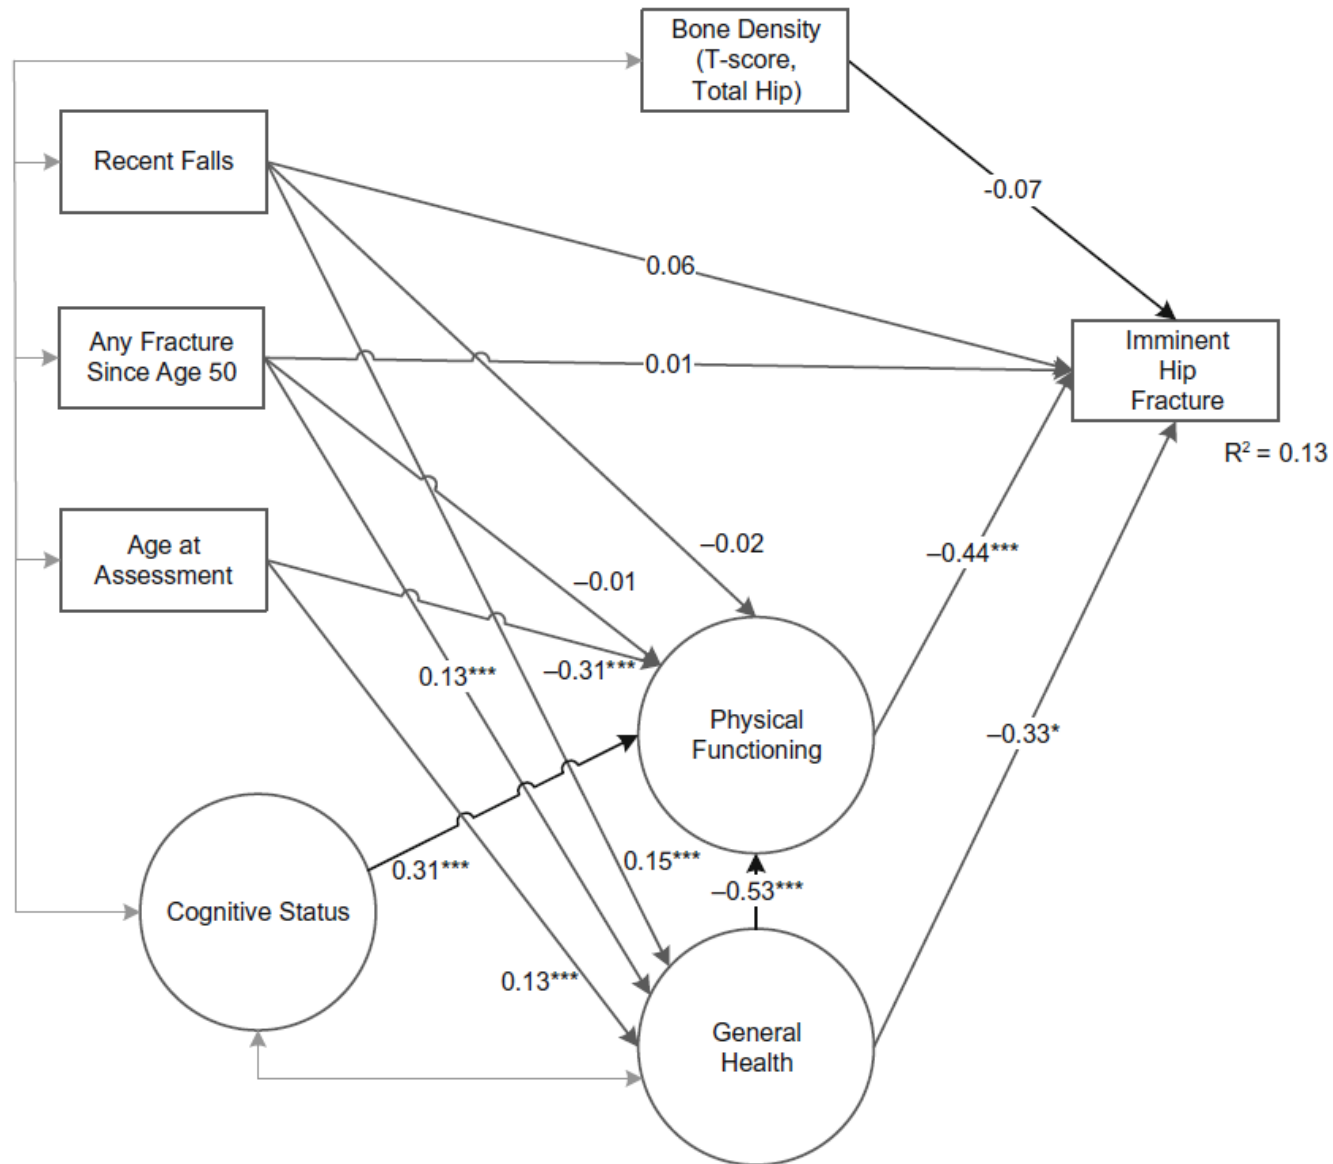 Bone Density
(T-score,
Total Hip)
Recent Falls
-0.07
0.06
Any Fracture
Since Age 50
0.01
Imminent
Hip
Fracture
R² = 0.13
Age at
Assessment
–0.02
–0.44***
–0.01
0.13***
–0.31***
Physical
Functioning
–0.33*
0.31***
0.15***
–0.53***
Cognitive Status
0.13***
General
Health